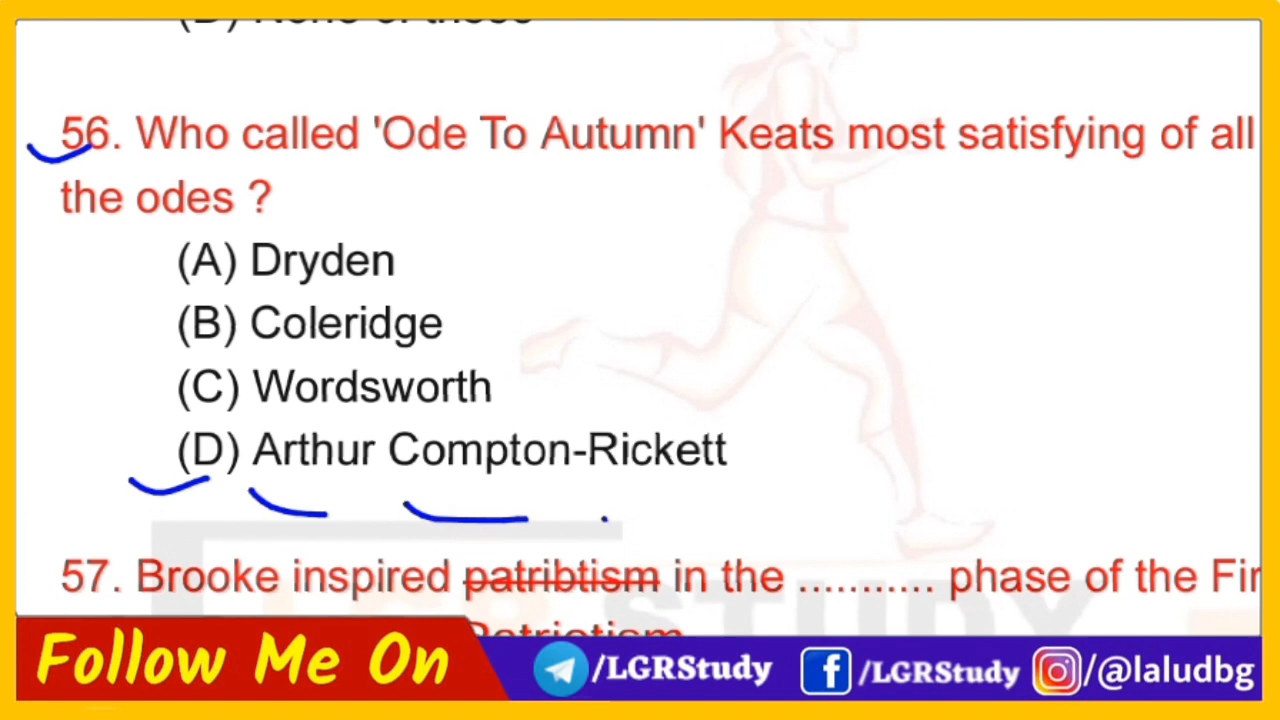 (D) None of these
56. Who called 'Ode To Autumn' Keats most satisfying of all
the odes ?
(A) Dryden
(B) Coleridge
(C) Wordsworth
(D) Arthur Compton-Rickett
57. Brooke inspired patribtism in the ........... phase of the Fir
Patriotism
Follow Me On
/LGRStudy
/LGRStudy
/@laludbg